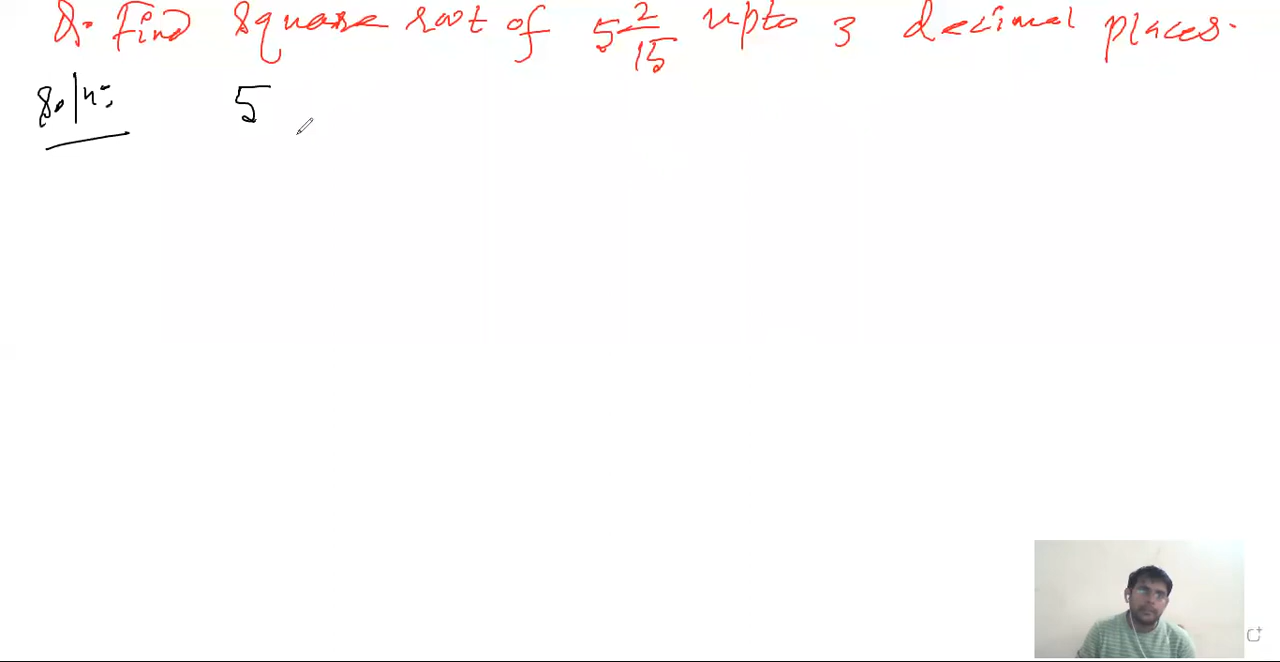 Q. Find square root of 5 2/15 upto 3 decimal places.
Soln:- 5